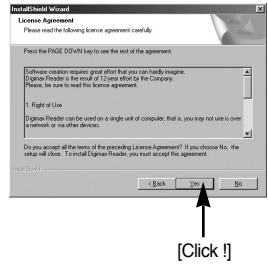 InstallShield Wizard
License Agreement
Please read the following license agreement carefully.
Press the PAGE DOWN key to see the rest of the agreement.
Software creation requires great effort that you can hardly imagine.
Digimax Reader is the result of 12-year effort by the Company.
Please, be sure to read this license agreement.
1. Right of Use
Digimax Reader can be used on a single unit of computer, that is, you may not use is over
a network or via other devices.
Do you accept all the terms of the preceding License Agreement? If you choose No, the
setup will close. To install Digimax Reader, you must accept this agreement.
InstallShield
< Back
Yes
No
[Click !]